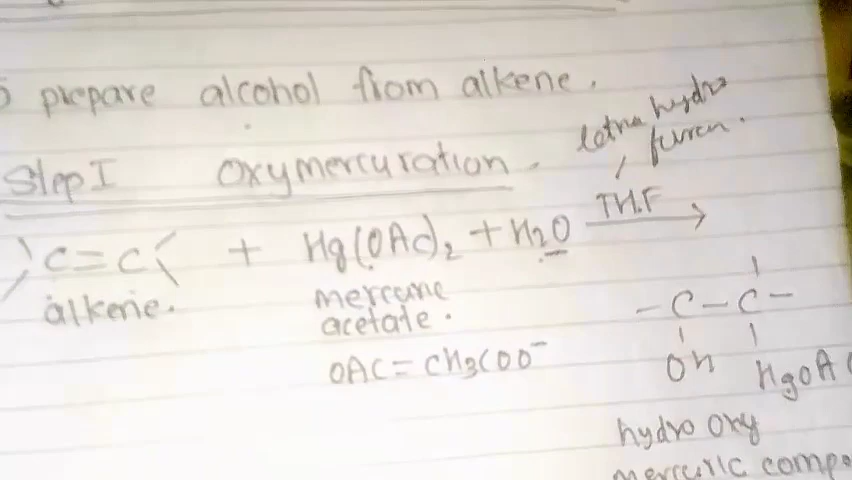 prepare alcohol from alkene.
Step I Oxymercuration.
tetra hydro
furan.
C=C + Hg(OAc)2 + H2O THF →
alkene.
mercuric
acetate.
OAC = CH3COO-
-C-C-
OH HgOA
hydro oxy
mercuric compo